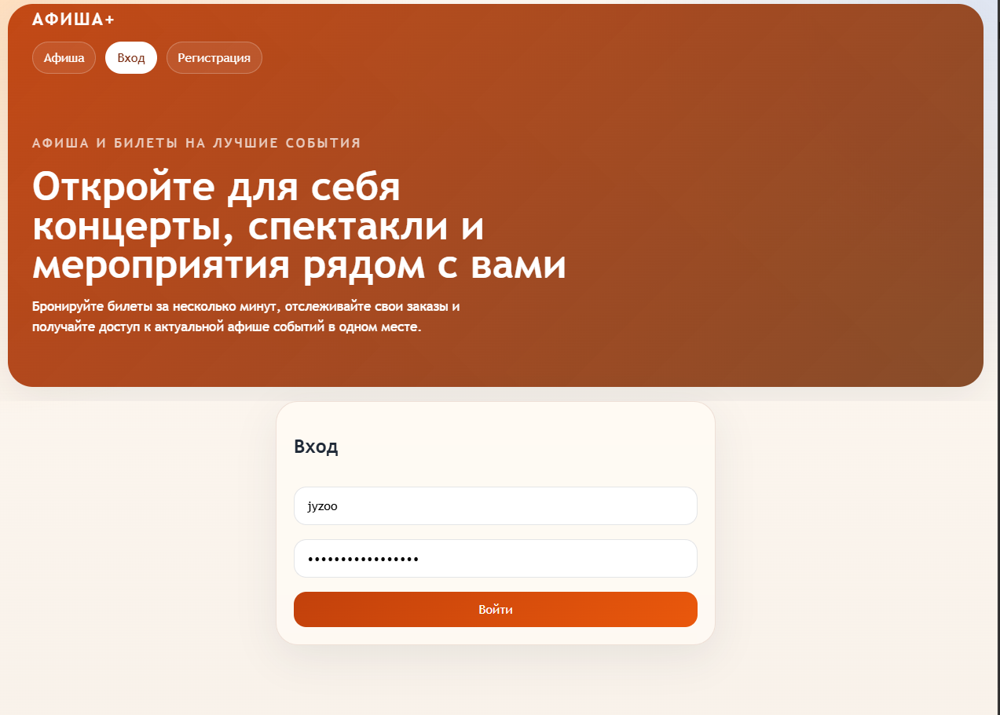 АФИША+
Афиша
Вход
Регистрация
АФИША И БИЛЕТЫ НА ЛУЧШИЕ СОБЫТИЯ
Откройте для себя
концерты, спектакли и
мероприятия рядом с вами
Бронируйте билеты за несколько минут, отслеживайте свои заказы и
получайте доступ к актуальной афише событий в одном месте.
Вход
jyzoo
•••••••••••••••••
Войти